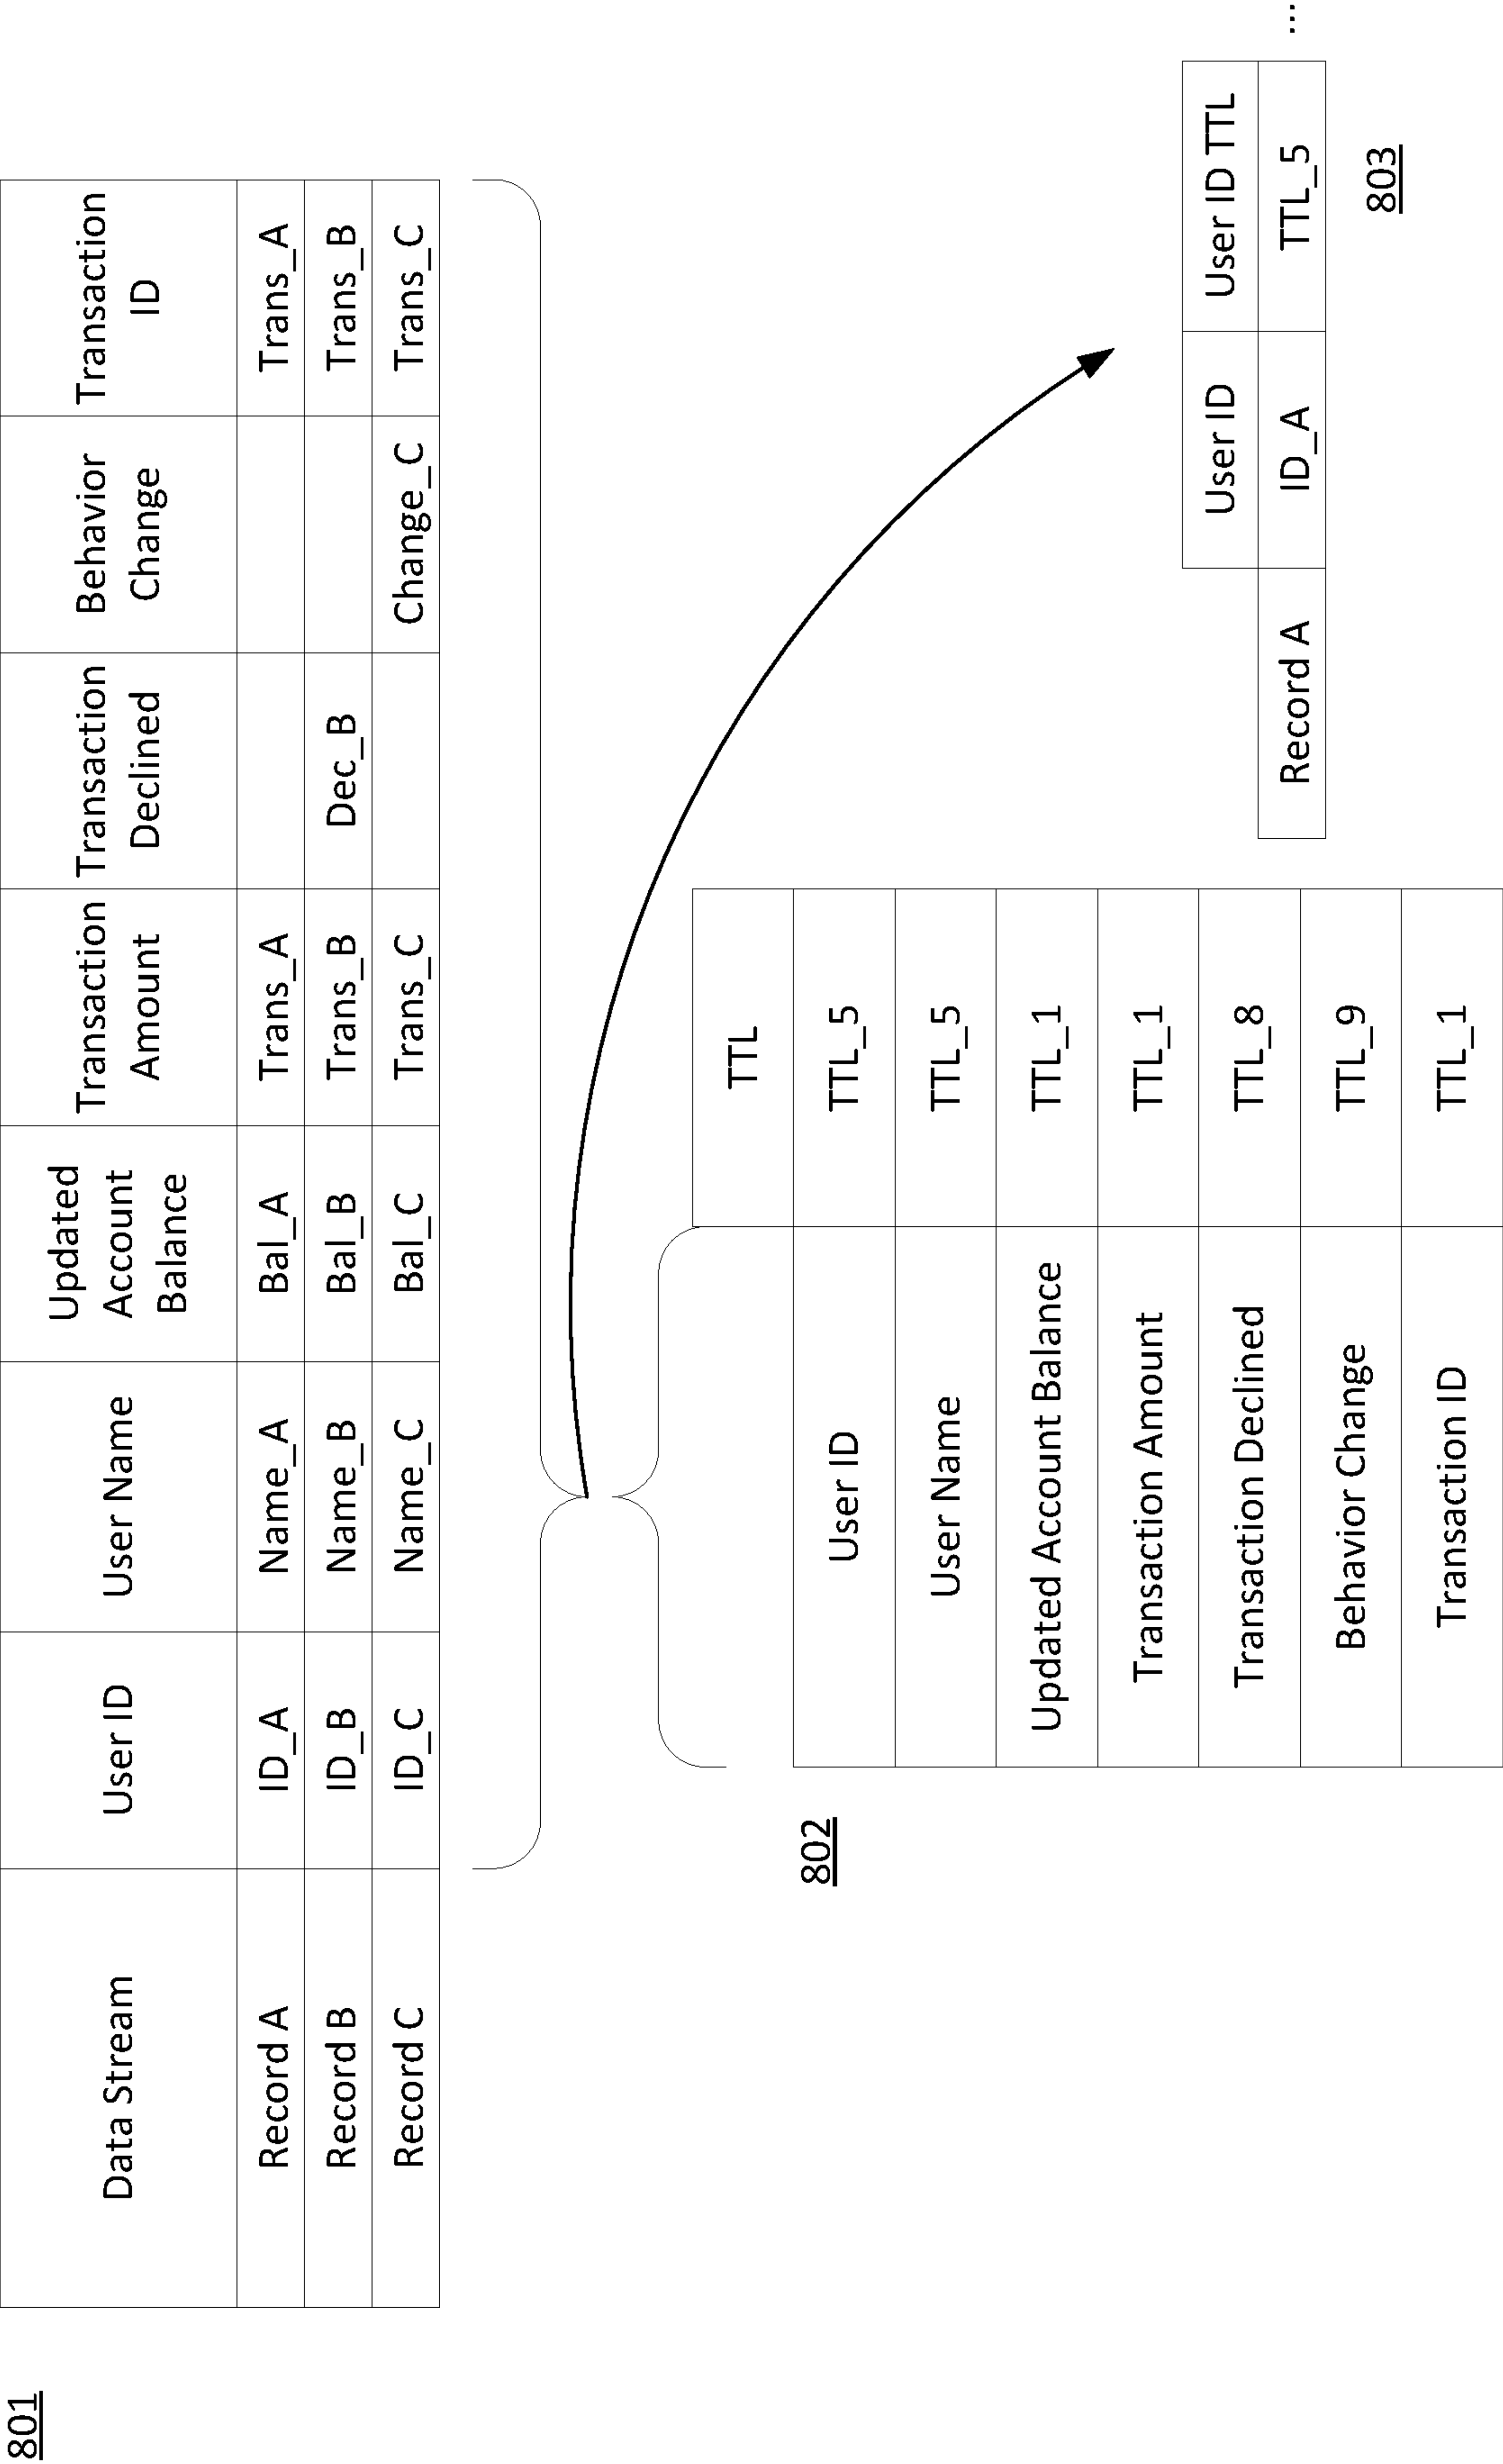 801
Data Stream
User ID
User Name
Updated
Account
Balance
Transaction
Amount
Transaction
Declined
Behavior
Change
Transaction
ID
Record A
ID_A
Name_A
Bal_A
Trans_A
Trans_A
Record B
ID_B
Name_B
Bal_B
Trans_B
Dec_B
Trans_B
Record C
ID_C
Name_C
Bal_C
Trans_C
Change_C
Trans_C
802
TTL
User ID
TTL_5
User Name
TTL_5
Updated Account Balance
TTL_1
Transaction Amount
TTL_1
Transaction Declined
TTL_8
Behavior Change
TTL_9
Transaction ID
TTL_1
User ID
User ID TTL
Record A
ID_A
TTL_5
...
803